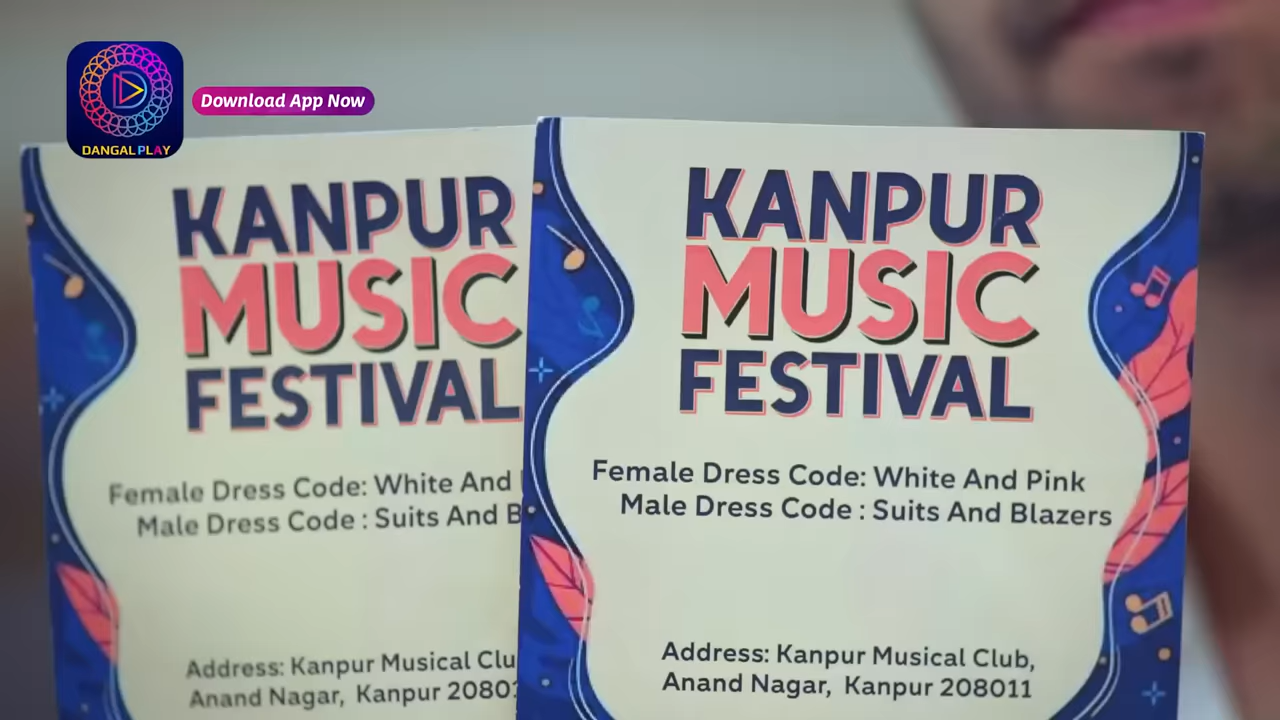 DANGAL PLAY
Download App Now
KANPUR
MUSIC
FESTIVAL
Female Dress Code: White And
Male Dress Code : Suits And
Address: Kanpur Musical
Anand Nagar, Kanpur
KANPUR
MUSIC
FESTIVAL
Female Dress Code: White And Pink
Male Dress Code : Suits And Blazers
Address: Kanpur Musical Club,
Anand Nagar, Kanpur 208011